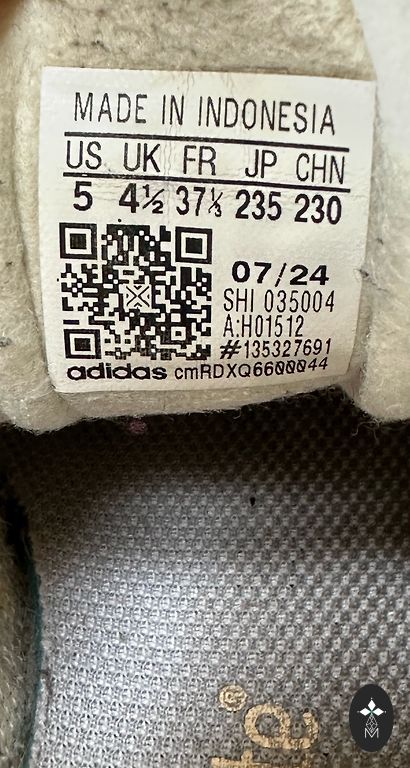 MADE IN INDONESIA
US UK FR JP CHN
5 4½ 37⅓ 235 230
07/24
SHI 035004
A:H01512
#135327691
adidas cmRDXQ6600044
M